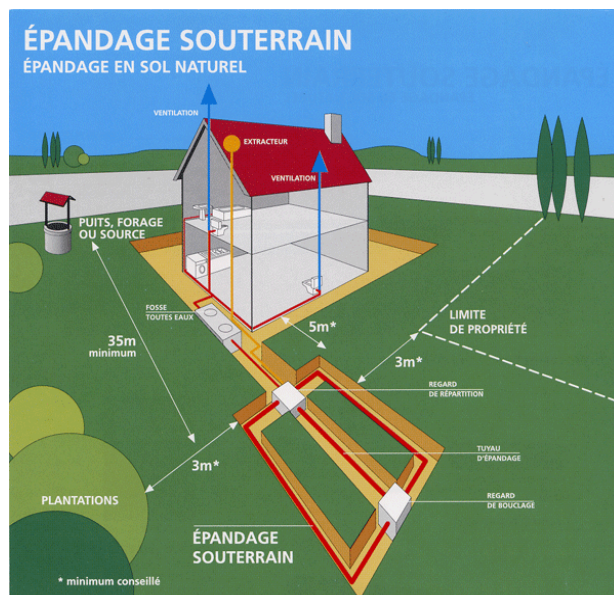 ÉPANDAGE SOUTERRAIN
ÉPANDAGE EN SOL NATUREL
VENTILATION
EXTRACTEUR
VENTILATION
PUITS, FORAGE
OU SOURCE
FOSSE
TOUTES EAUX
35m
minimum
5m*
LIMITE
DE PROPRIÉTÉ
3m*
REGARD
DE RÉPARTITION
TUYAU
D'ÉPANDAGE
3m*
PLANTATIONS
REGARD
DE BOUCLAGE
ÉPANDAGE
SOUTERRAIN
* minimum conseillé